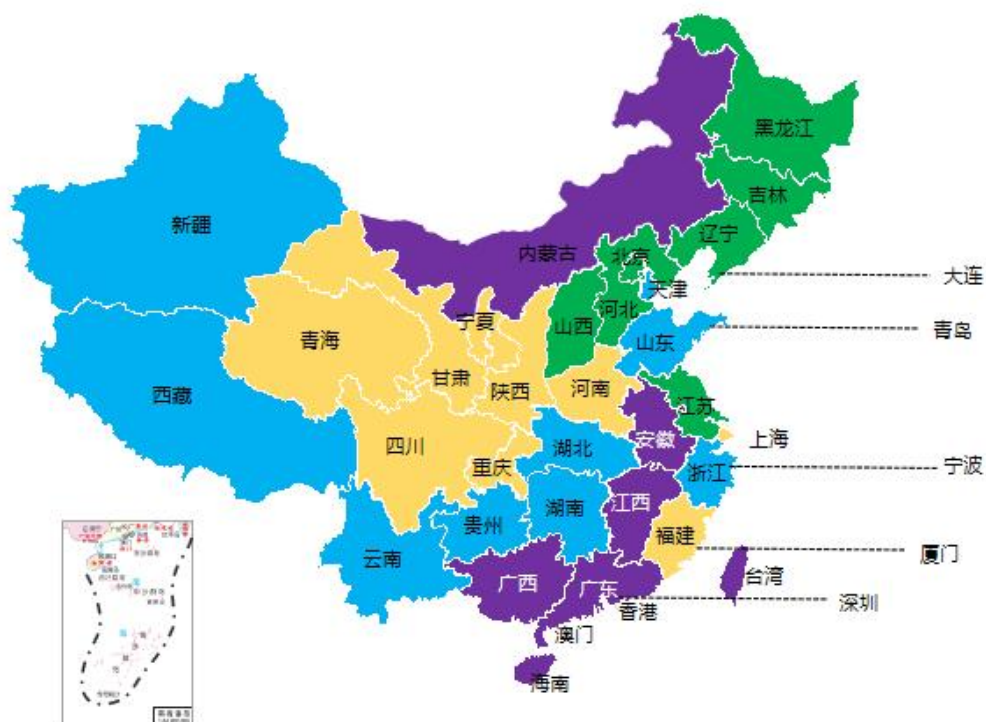 黑龙江
吉林
新疆
辽宁
内蒙古
北京
大连
天津
河北
山西
青岛
宁夏
山东
青海
甘肃
陕西
河南
西藏
江苏
安徽
上海
四川
湖北
重庆
浙江
宁波
江西
湖南
贵州
福建
云南
厦门
台湾
广西
广东
深圳
香港
澳门
海南